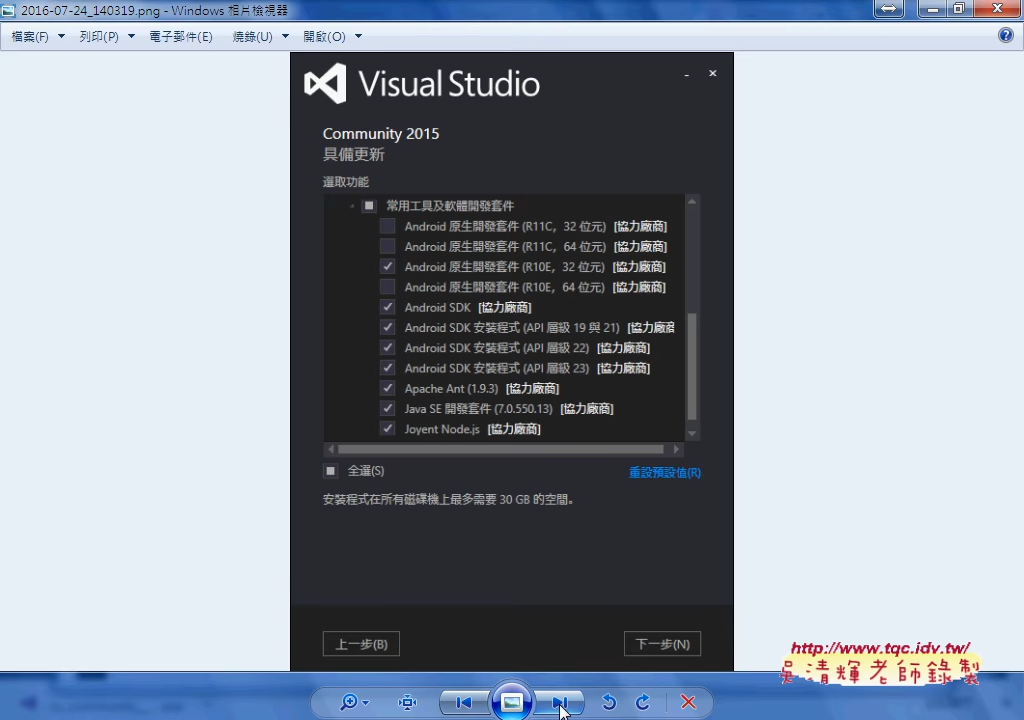 2016-07-24_140319.png - Windows 相片檢視器
檔案(F) 列印(P) 電子郵件(E) 燒錄(U) 開啟(O)
Visual Studio
Community 2015
具備更新
選取功能
常用工具及軟體開發套件
Android 原生開發套件 (R11C，32 位元) [協力廠商]
Android 原生開發套件 (R11C，64 位元) [協力廠商]
Android 原生開發套件 (R10E，32 位元) [協力廠商]
Android 原生開發套件 (R10E，64 位元) [協力廠商]
Android SDK [協力廠商]
Android SDK 安裝程式 (API 層級 19 與 21) [協力廠商
Android SDK 安裝程式 (API 層級 22) [協力廠商]
Android SDK 安裝程式 (API 層級 23) [協力廠商]
Apache Ant (1.9.3) [協力廠商]
Java SE 開發套件 (7.0.550.13) [協力廠商]
Joyent Node.js [協力廠商]
全選(S) 重設預設值(R)
安裝程式在所有磁碟機上最多需要 30 GB 的空間。
上一步(B) 下一步(N)
http://www.tqc.idv.tw/
吳清輝老師錄製